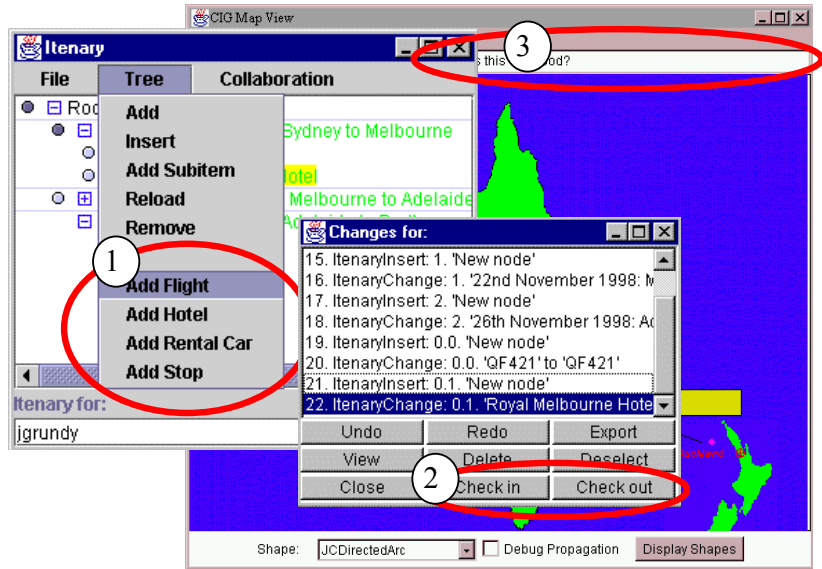 CIG Map View
Itenary
3
s this od?
File Tree Collaboration
Roo
Sydney to Melbourne
otel
Melbourne to Adelaide
Add
Insert
Add Subitem
Reload
Remove
1
Add Flight
Add Hotel
Add Rental Car
Add Stop
Itenary for:
jgrundy
Changes for:
15. ItenaryInsert: 1. 'New node'
16. ItenaryChange: 1. '22nd November 1998: M
17. ItenaryInsert: 2. 'New node'
18. ItenaryChange: 2. '26th November 1998: Ad
19. ItenaryInsert: 0.0. 'New node'
20. ItenaryChange: 0.0. 'QF421' to 'QF421'
21. ItenaryInsert: 0.1. 'New node'
22. ItenaryChange: 0.1. 'Royal Melbourne Hote
Undo Redo Export
View Delete Deselect
2
Close Check in Check out
Auckland
Shape: JCDirectedArc Debug Propagation Display Shapes